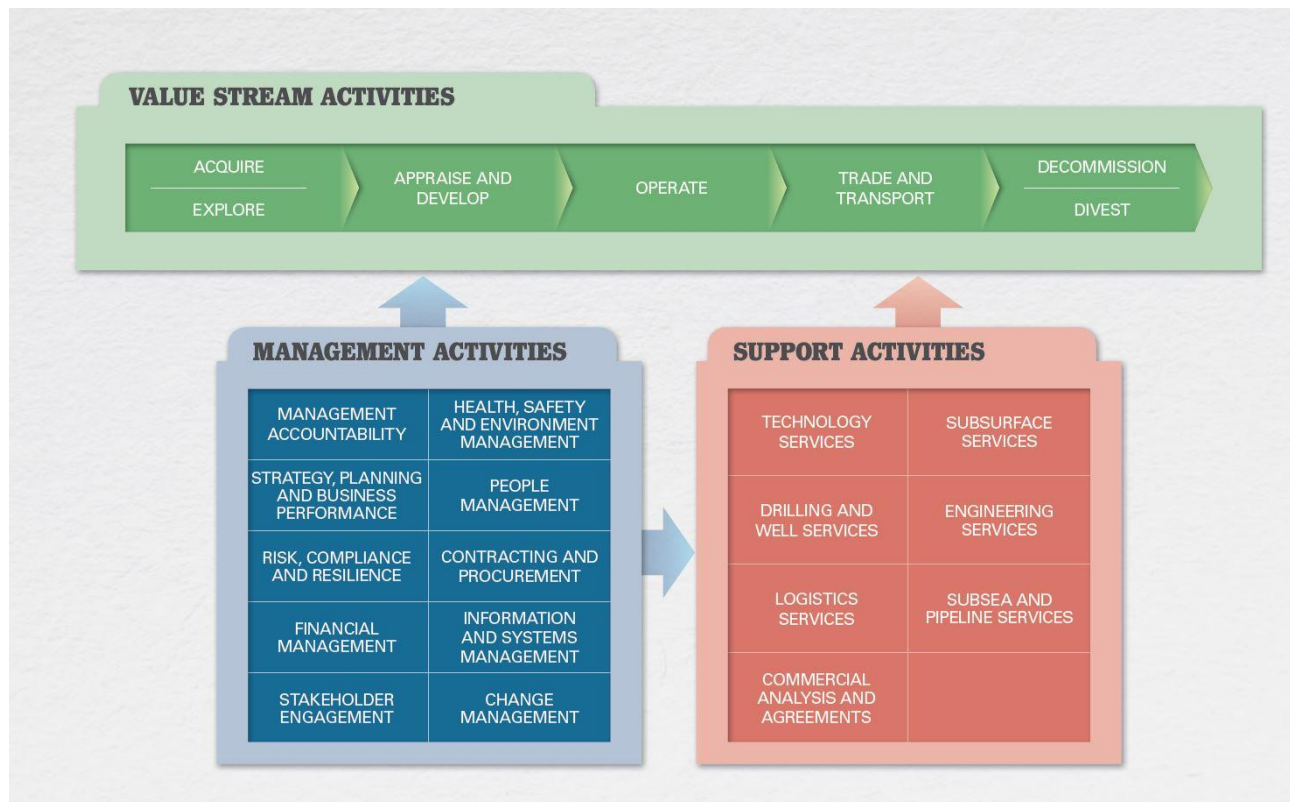 VALUE STREAM ACTIVITIES
ACQUIRE
EXPLORE
APPRAISE AND
DEVELOP
OPERATE
TRADE AND
TRANSPORT
DECOMMISSION
DIVEST
MANAGEMENT ACTIVITIES
MANAGEMENT
ACCOUNTABILITY
HEALTH, SAFETY
AND ENVIRONMENT
MANAGEMENT
STRATEGY, PLANNING
AND BUSINESS
PERFORMANCE
PEOPLE
MANAGEMENT
RISK, COMPLIANCE
AND RESILIENCE
CONTRACTING AND
PROCUREMENT
FINANCIAL
MANAGEMENT
INFORMATION
AND SYSTEMS
MANAGEMENT
STAKEHOLDER
ENGAGEMENT
CHANGE
MANAGEMENT
SUPPORT ACTIVITIES
TECHNOLOGY
SERVICES
SUBSURFACE
SERVICES
DRILLING AND
WELL SERVICES
ENGINEERING
SERVICES
LOGISTICS
SERVICES
SUBSEA AND
PIPELINE SERVICES
COMMERCIAL
ANALYSIS AND
AGREEMENTS